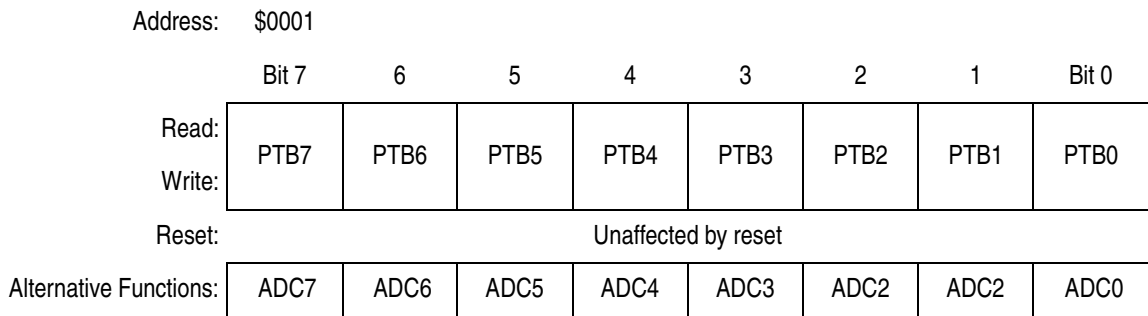 Address: $0001
Bit 7 6 5 4 3 2 1 Bit 0
Read:
PTB7 PTB6 PTB5 PTB4 PTB3 PTB2 PTB1 PTB0
Write:
Reset: Unaffected by reset
Alternative Functions: ADC7 ADC6 ADC5 ADC4 ADC3 ADC2 ADC2 ADC0